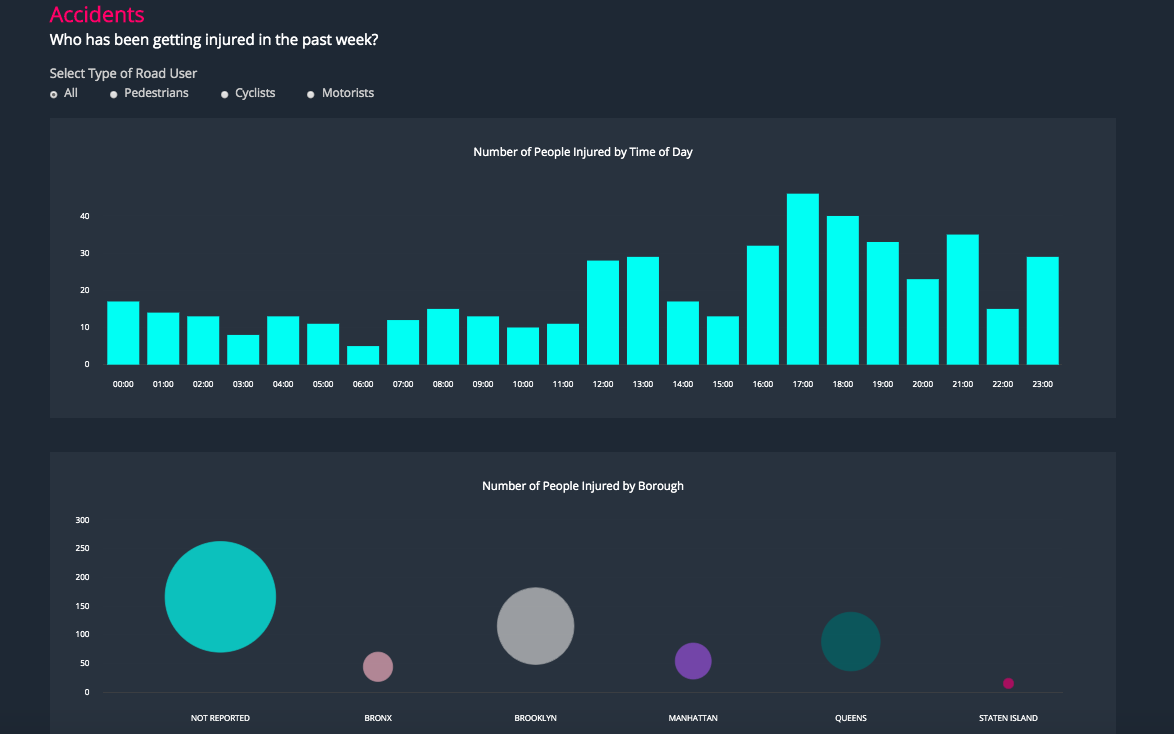 Accidents
Who has been getting injured in the past week?
Select Type of Road User
All Pedestrians Cyclists Motorists
Number of People Injured by Time of Day
40
30
20
10
0
00:00 01:00 02:00 03:00 04:00 05:00 06:00 07:00 08:00 09:00 10:00 11:00 12:00 13:00 14:00 15:00 16:00 17:00 18:00 19:00 20:00 21:00 22:00 23:00
Number of People Injured by Borough
300
250
200
150
100
50
0
NOT REPORTED BRONX BROOKLYN MANHATTAN QUEENS STATEN ISLAND